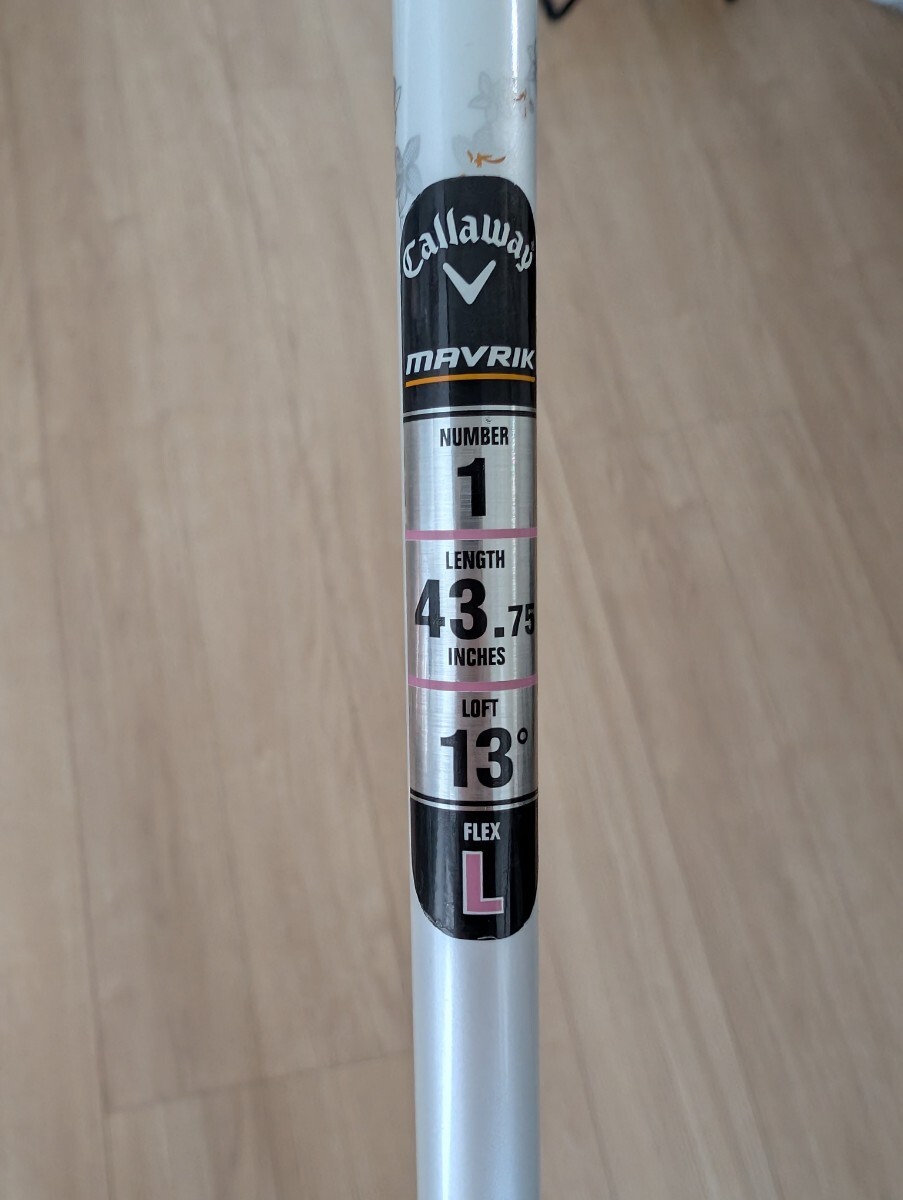 Callaway
MAVRIK
NUMBER
1
LENGTH
43.75
INCHES
LOFT
13°
FLEX
L